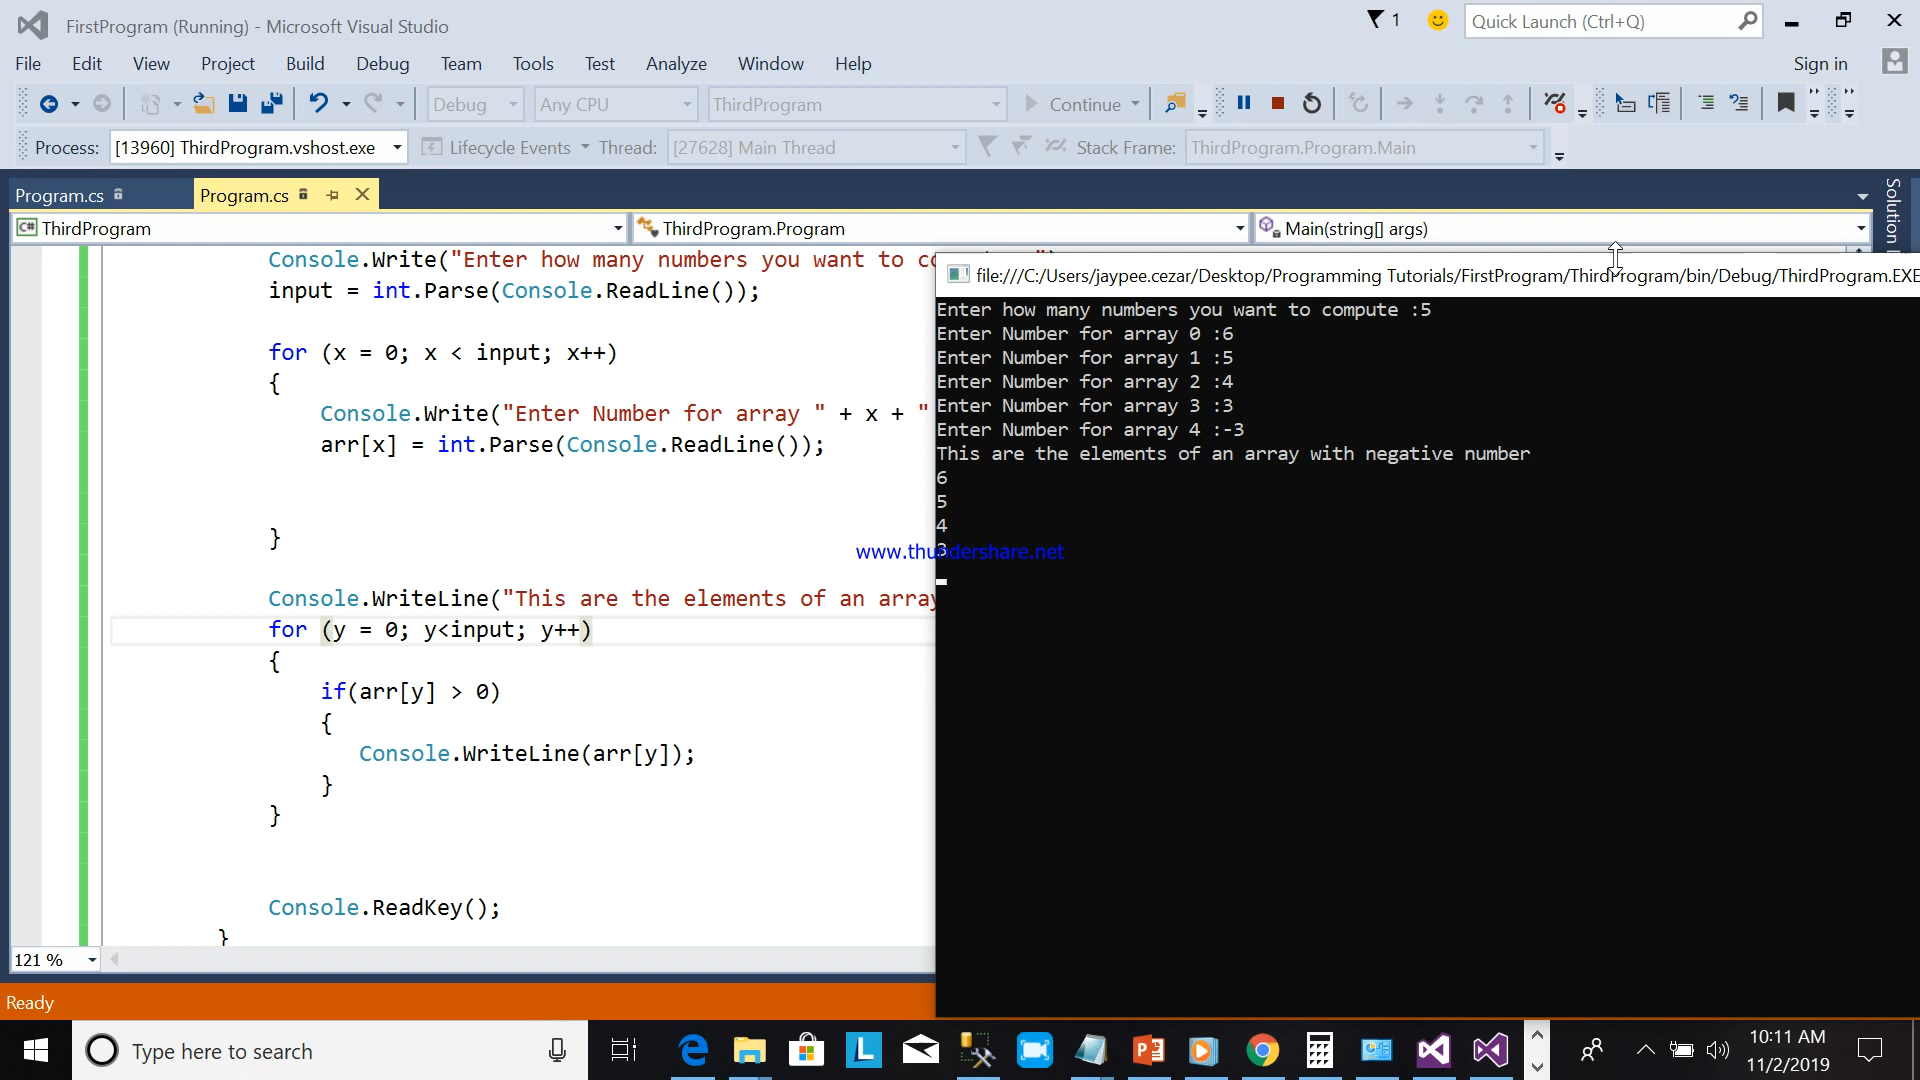 FirstProgram (Running) - Microsoft Visual Studio
1
Quick Launch (Ctrl+Q)
File Edit View Project Build Debug Team Tools Test Analyze Window Help
Sign in
Debug Any CPU ThirdProgram Continue
Process: [13960] ThirdProgram.vshost.exe Lifecycle Events Thread: [27628] Main Thread Stack Frame: ThirdProgram.Program.Main
Program.cs Program.cs
Solution
C# ThirdProgram ThirdProgram.Program Main(string[] args)
Console.Write("Enter how many numbers you want to
input = int.Parse(Console.ReadLine());
for (x = 0; x < input; x++)
{
Console.Write("Enter Number for array " + x + "
arr[x] = int.Parse(Console.ReadLine());
}
Console.WriteLine("This are the elements of an array
for (y = 0; y<input; y++)
{
if(arr[y] > 0)
{
Console.WriteLine(arr[y]);
}
}
Console.ReadKey();
}
file:///C:/Users/jaypee.cezar/Desktop/Programming Tutorials/FirstProgram/ThirdProgram/bin/Debug/ThirdProgram.EXE
Enter how many numbers you want to compute :5
Enter Number for array 0 :6
Enter Number for array 1 :5
Enter Number for array 2 :4
Enter Number for array 3 :3
Enter Number for array 4 :-3
This are the elements of an array with negative number
6
5
4
3
www.thundershare.net
121 %
Ready
Type here to search
10:11 AM
11/2/2019